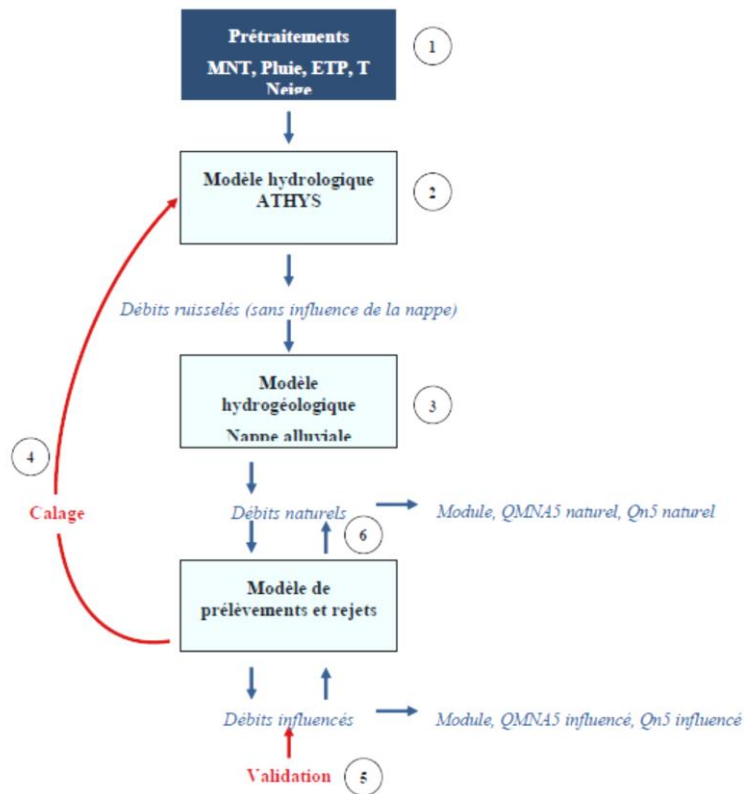 Prétraitements
MNT, Pluie, ETP, T
Neige
1
Modèle hydrologique
ATHYS
2
Débits ruisselés (sans influence de la nappe)
Modèle
hydrogéologique
Nappe alluviale
3
4
Calage
Débits naturels
Module, QMNA5 naturel, Qn5 naturel
6
Modèle de
prélèvements et rejets
Débits influencés
Module, QMNA5 influencé, Qn5 influencé
Validation
5